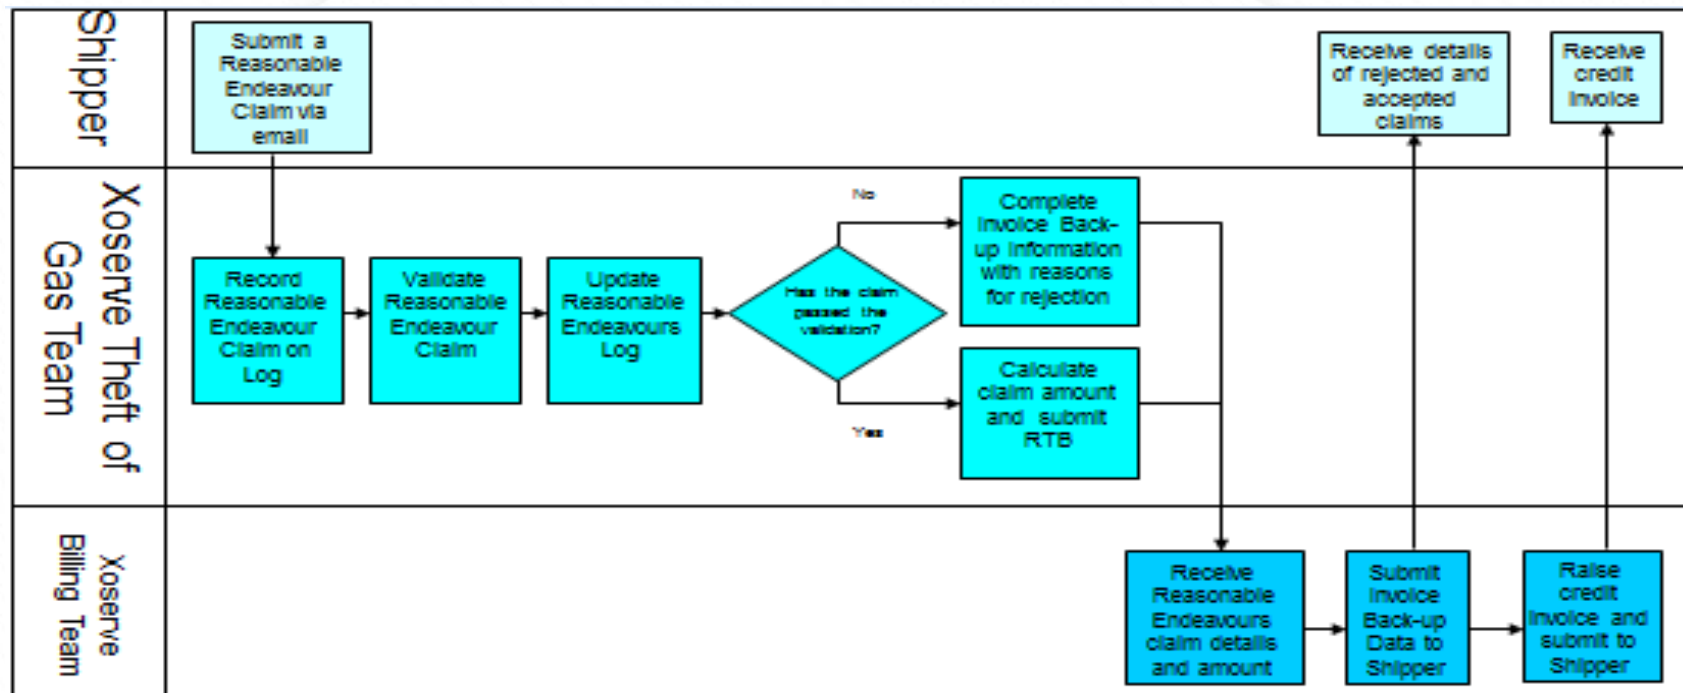 Shipper
Submit a
Reasonable
Endeavour
Claim via
email
Receive details
of rejected and
accepted
claims
Receive
credit
Invoice
Xoserve Theft of
Gas Team
Record
Reasonable
Endeavour
Claim on
Log
Validate
Reasonable
Endeavour
Claim
Update
Reasonable
Endeavours
Log
Has the claim
passed the
validation?
No
Complete
Invoice Back-
up Information
with reasons
for rejection
Yes
Calculate
claim amount
and submit
RTB
Xoserve
Billing Team
Receive
Reasonable
Endeavours
claim details
and amount
Submit
Invoice
Back-up
Data to
Shipper
Raise
credit
Invoice and
submit to
Shipper